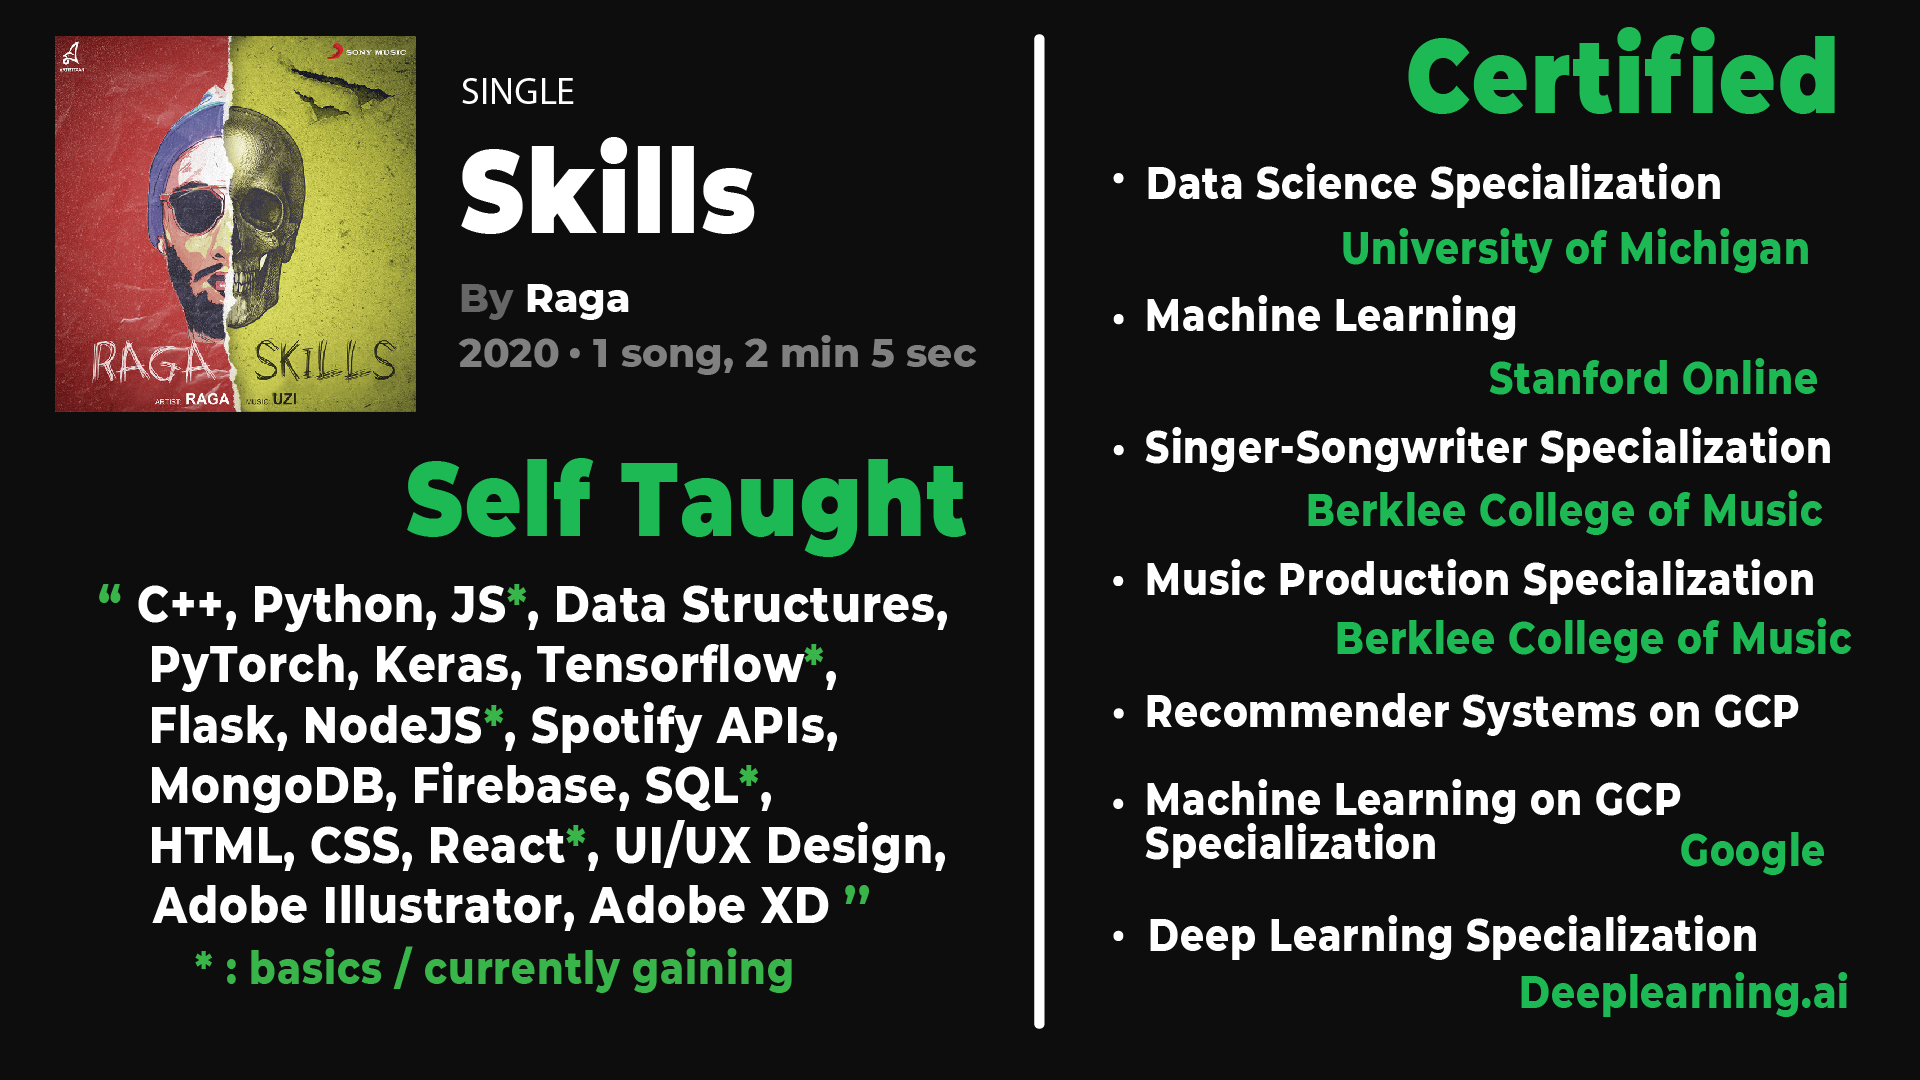 SONY MUSIC
RAGA SKILLS
ARTIST: RAGA MUSIC: UZI
SINGLE
Skills
By Raga
2020 • 1 song, 2 min 5 sec
Self Taught
“ C++, Python, JS*, Data Structures,
PyTorch, Keras, Tensorflow*,
Flask, NodeJS*, Spotify APIs,
MongoDB, Firebase, SQL*,
HTML, CSS, React*, UI/UX Design,
Adobe Illustrator, Adobe XD ”
* : basics / currently gaining
Certified
• Data Science Specialization
University of Michigan
• Machine Learning
Stanford Online
• Singer-Songwriter Specialization
Berklee College of Music
• Music Production Specialization
Berklee College of Music
• Recommender Systems on GCP
• Machine Learning on GCP
Specialization
Google
• Deep Learning Specialization
Deeplearning.ai